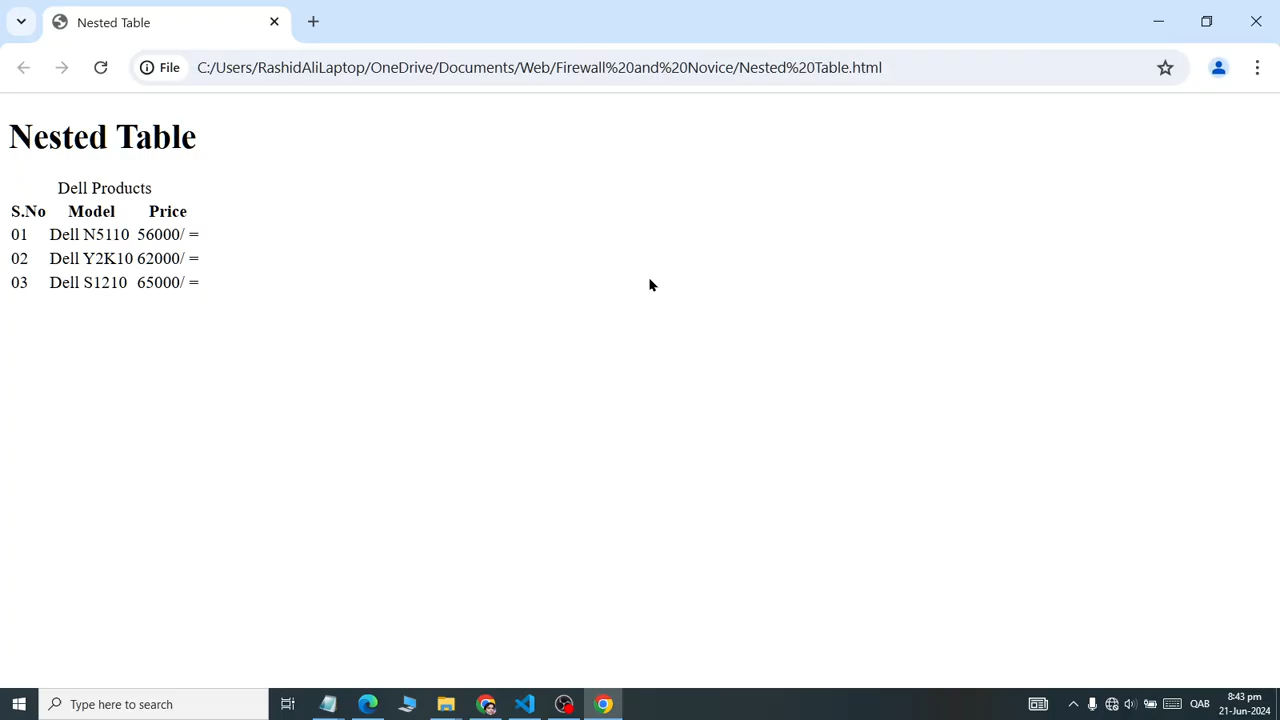 Nested Table
File
C:/Users/RashidAliLaptop/OneDrive/Documents/Web/Firewall%20and%20Novice/Nested%20Table.html
Nested Table
Dell Products
S.No Model Price
01 Dell N5110 56000/ =
02 Dell Y2K10 62000/ =
03 Dell S1210 65000/ =
Type here to search
QAB
8:43 pm
21-Jun-2024